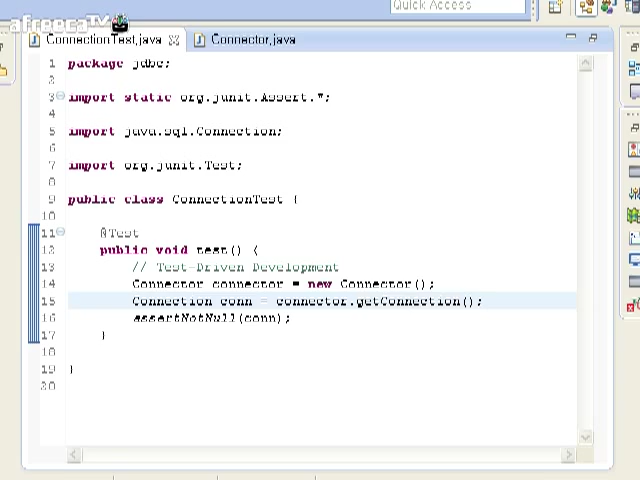 Quick Access
afreecaTV
ConnectionTest.java
Connector.java
1 package jdbc;
2
3 import static org.junit.Assert.*;
4
5 import java.sql.Connection;
6
7 import org.junit.Test;
8
9 public class ConnectionTest {
10
11 @Test
12 public void test() {
13 // Test-Driven Development
14 Connector connector = new Connector();
15 Connection conn = connector.getConnection();
16 assertNotNull(conn);
17 }
18
19 }
20